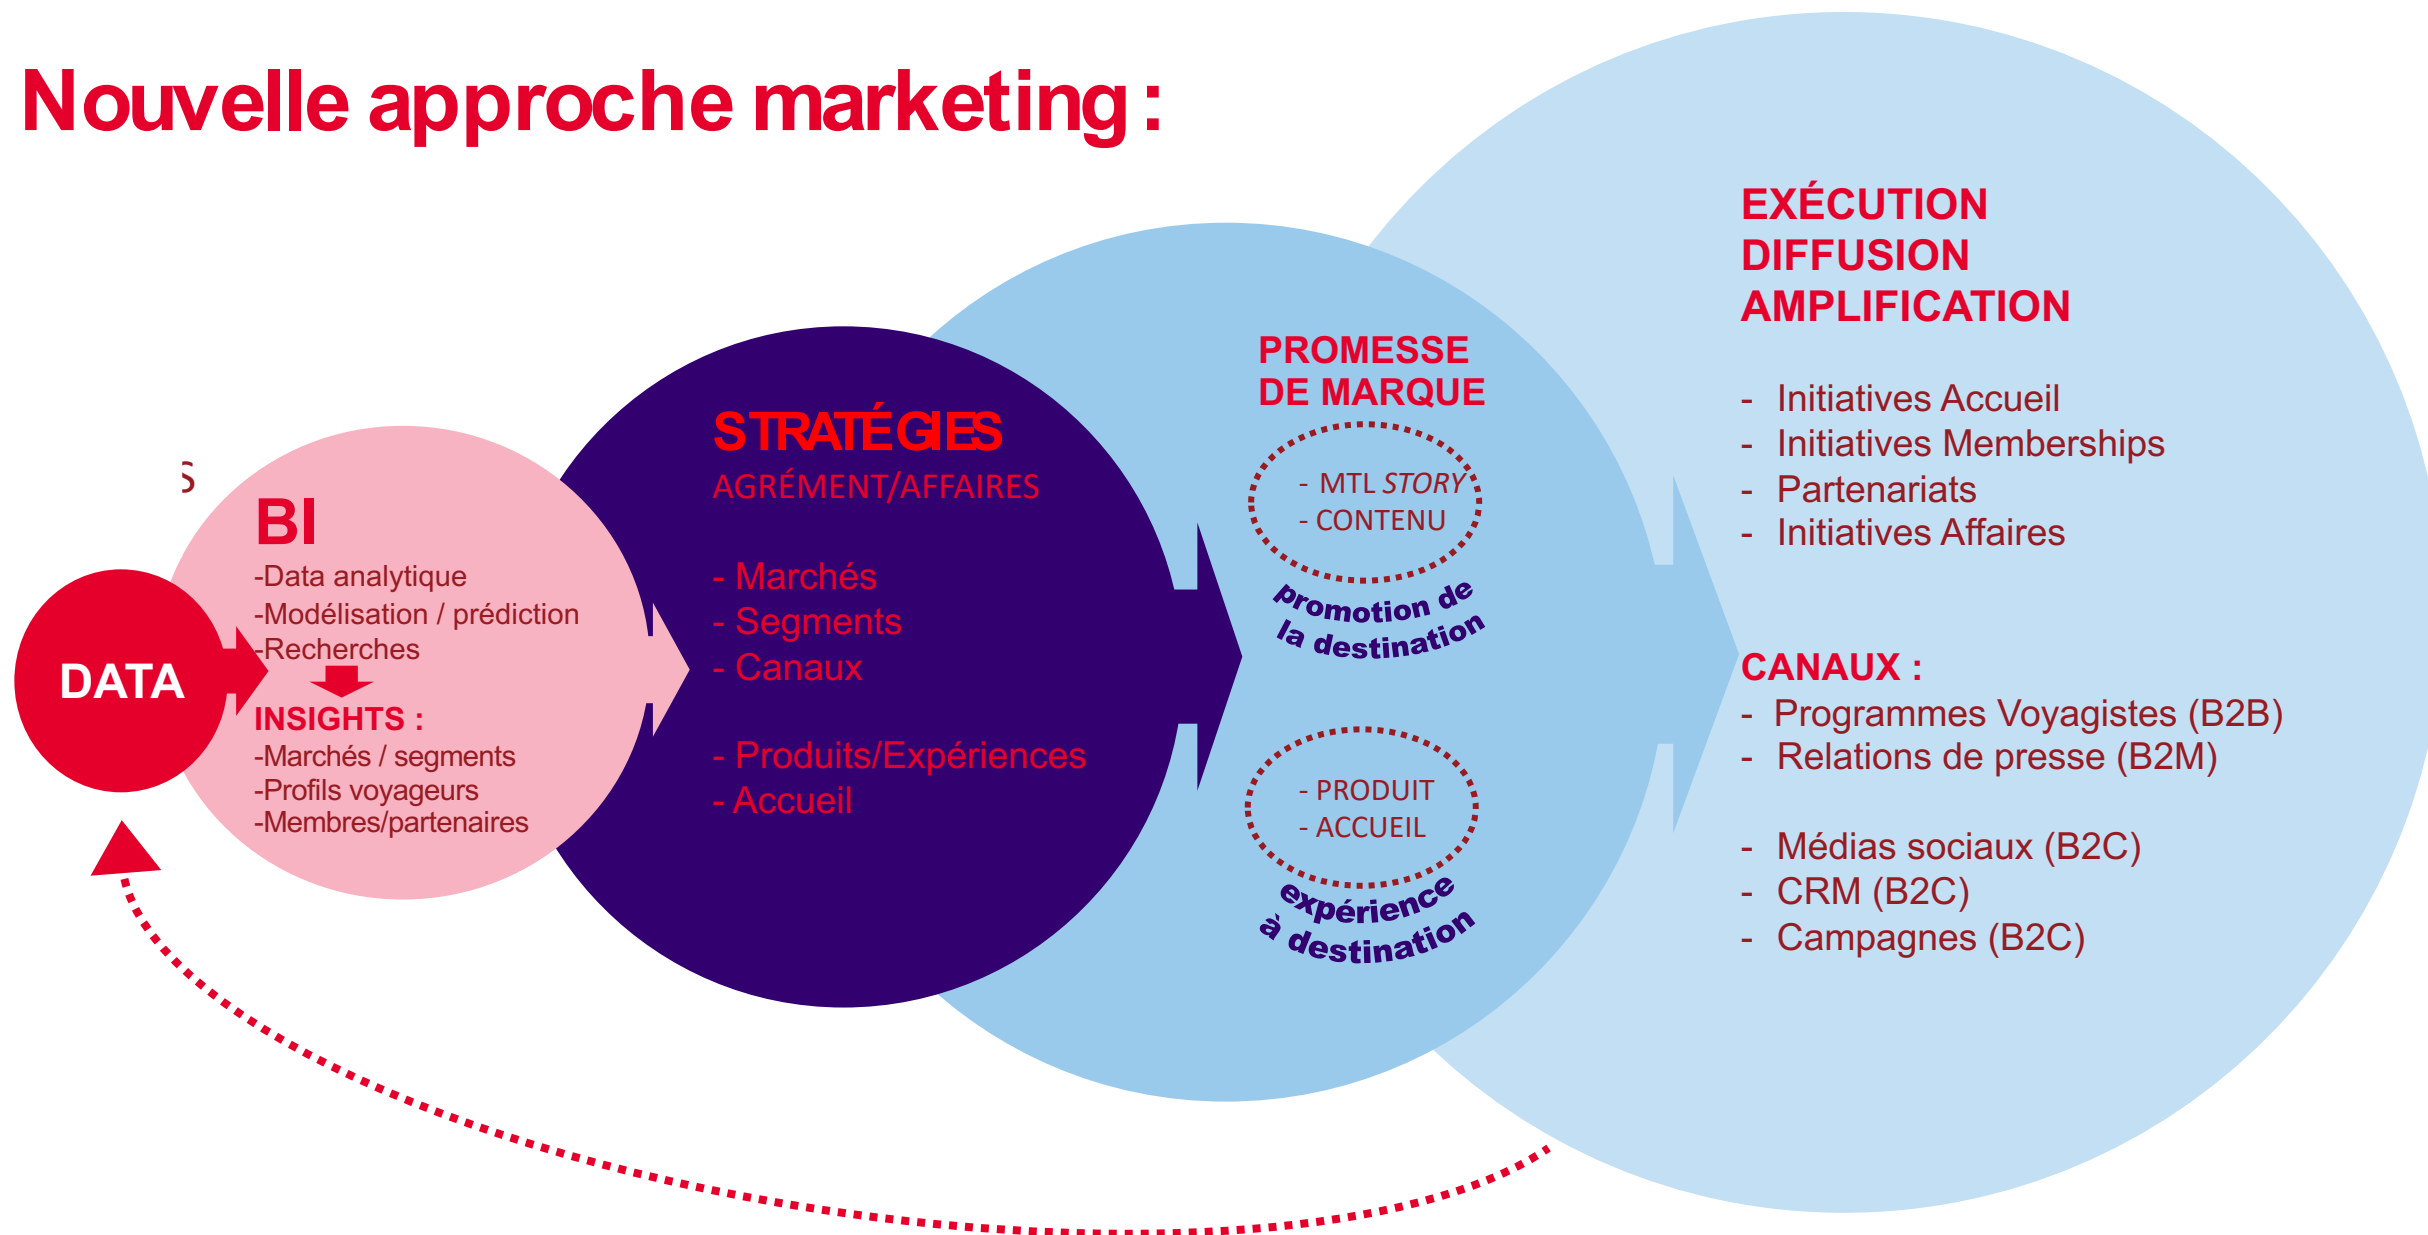 Nouvelle approche marketing :
DATA
BI
-Data analytique
-Modélisation / prédiction
-Recherches
INSIGHTS :
-Marchés / segments
-Profils voyageurs
-Membres/partenaires
STRATÉGIES
AGRÉMENT/AFFAIRES
- Marchés
- Segments
- Canaux
- Produits/Expériences
- Accueil
PROMESSE
DE MARQUE
- MTL STORY
- CONTENU
promotion de
la destination
- PRODUIT
- ACCUEIL
expérience
à destination
EXÉCUTION
DIFFUSION
AMPLIFICATION
- Initiatives Accueil
- Initiatives Memberships
- Partenariats
- Initiatives Affaires
CANAUX :
- Programmes Voyagistes (B2B)
- Relations de presse (B2M)
- Médias sociaux (B2C)
- CRM (B2C)
- Campagnes (B2C)